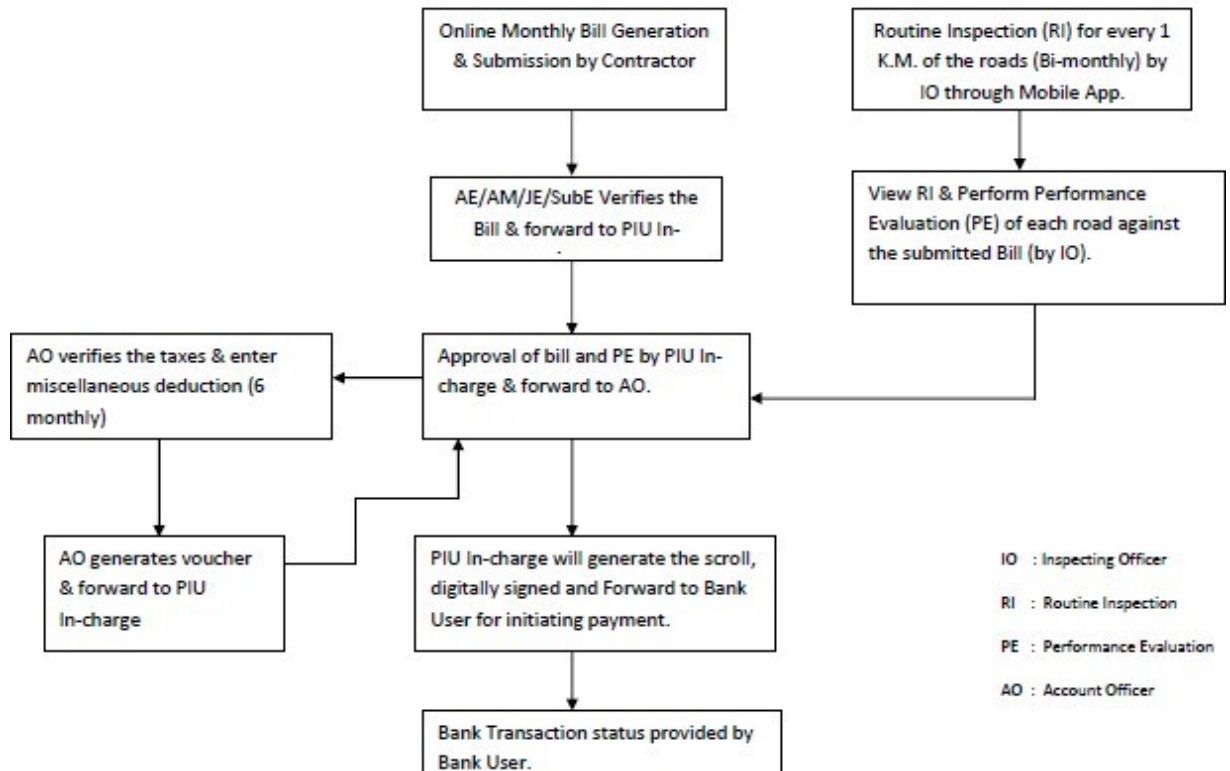 Online Monthly Bill Generation
& Submission by Contractor
Routine Inspection (RI) for every 1
K.M. of the roads (Bi-monthly) by
IO through Mobile App.
AE/AM/JE/SubE Verifies the
Bill & forward to PIU In-
View RI & Perform Performance
Evaluation (PE) of each road against
the submitted Bill (by IO).
AO verifies the taxes & enter
miscellaneous deduction (6
monthly)
Approval of bill and PE by PIU In-
charge & forward to AO.
AO generates voucher
& forward to PIU
In-charge
PIU In-charge will generate the scroll,
digitally signed and Forward to Bank
User for initiating payment.
IO : Inspecting Officer
RI : Routine Inspection
PE : Performance Evaluation
AO : Account Officer
Bank Transaction status provided by
Bank User.